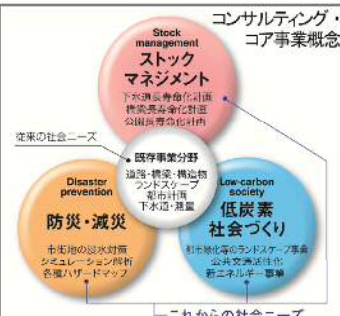 コンサルティング・
コア事業概念
Stock
management
ストック
マネジメント
下水道長寿命化計画
橋梁長寿命化計画
公園長寿命化計画
従来の社会ニーズ
既存事業分野
道路・橋梁・構造物
ランドスケープ
都市計画
下水道・測量
Disaster
prevention
防災・減災
市街地の浸水対策
シミュレーション解析
各種ハザードマップ
Low-carbon
society
低炭素
社会づくり
都市緑化等のランドスケープ事業
公共交通活性化
新エネルギー事業
これからの社会ニーズ